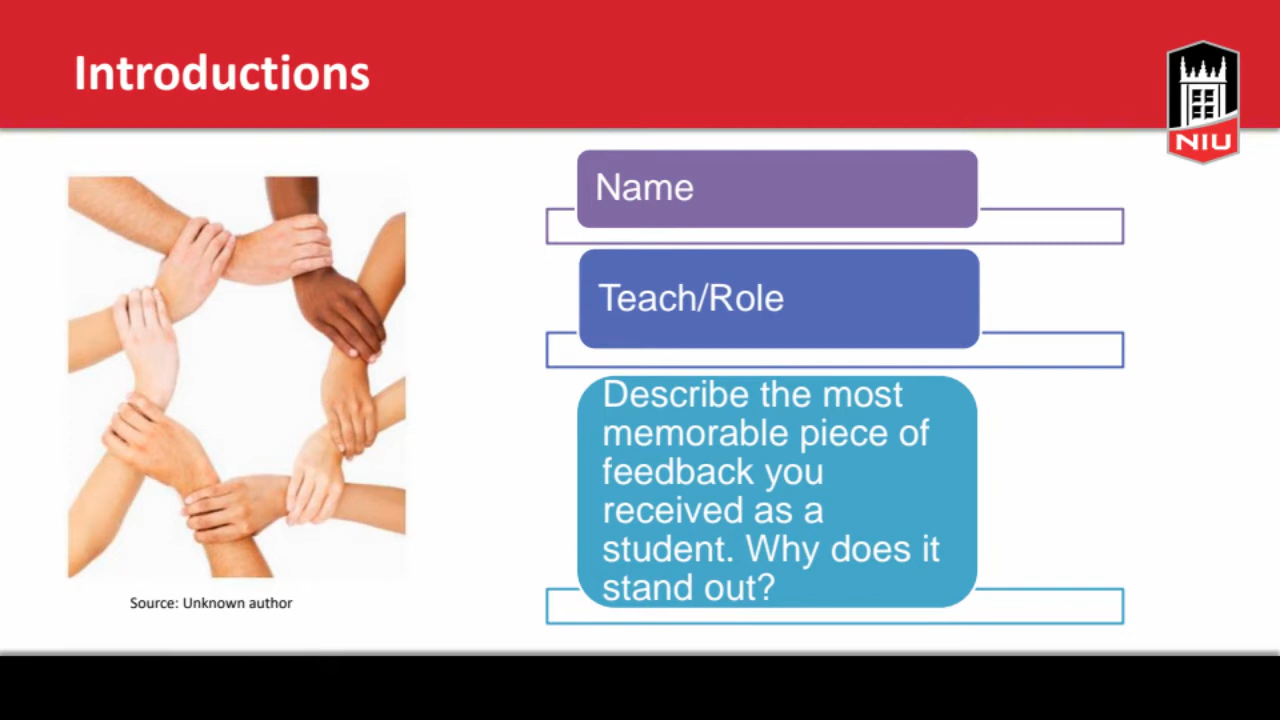 Introductions
NIU
Name
Teach/Role
Describe the most
memorable piece of
feedback you
received as a
student. Why does it
stand out?
Source: Unknown author